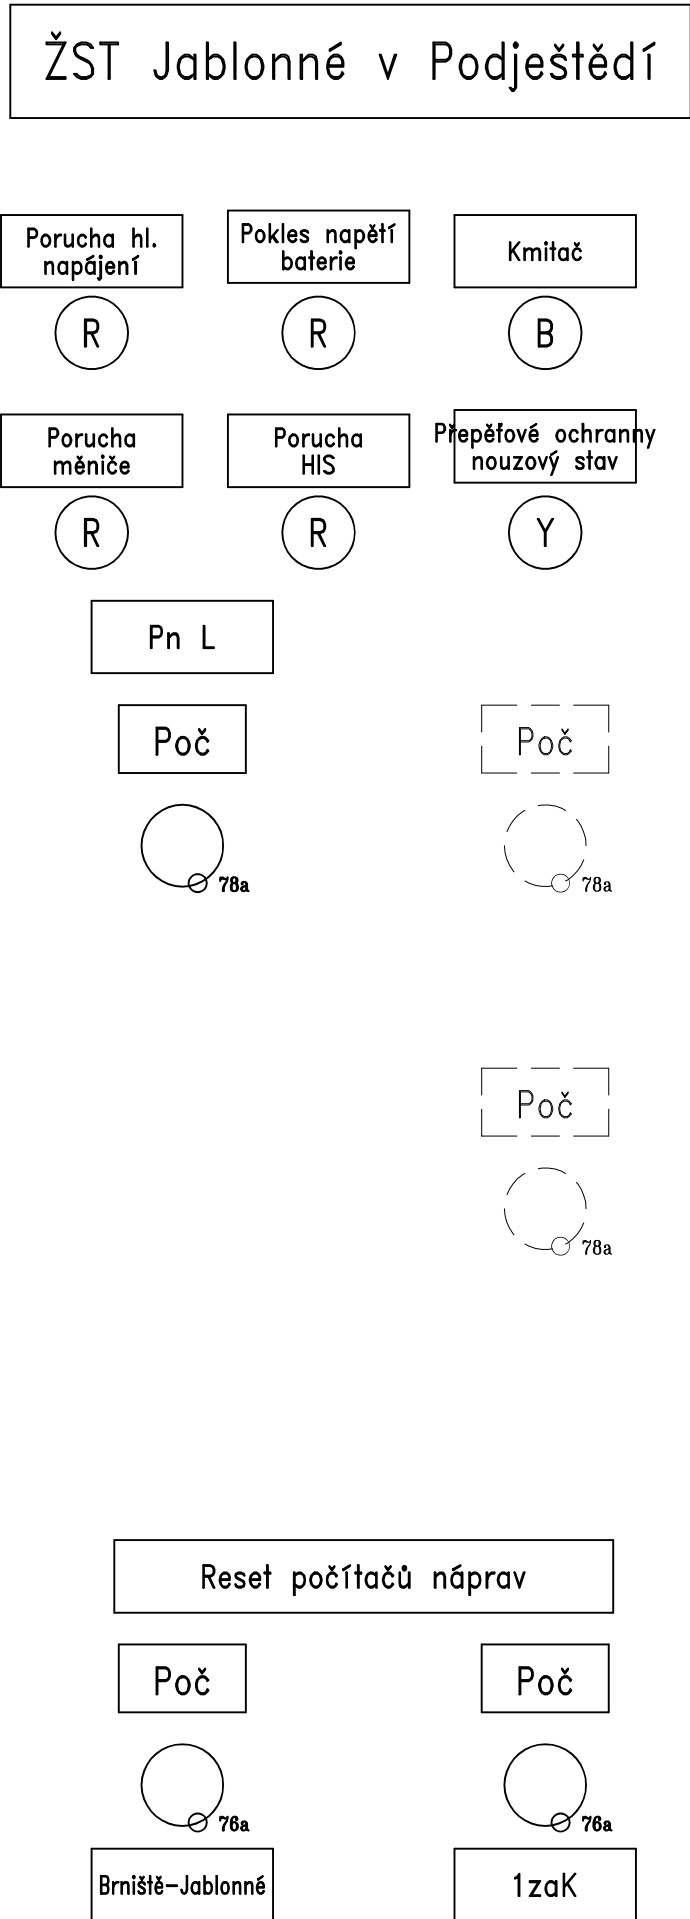 ŽST Jablonné v Podještědí
Porucha hl.
napájení
Pokles napětí
baterie
Kmitač
R
R
B
Porucha
měniče
Porucha
HIS
Přepěťové ochranny
nouzový stav
R
R
Y
Pn L
Poč
Poč
78a
78a
Poč
78a
Reset počítačů náprav
Poč
Poč
76a
76a
Brniště-Jablonné
1zaK